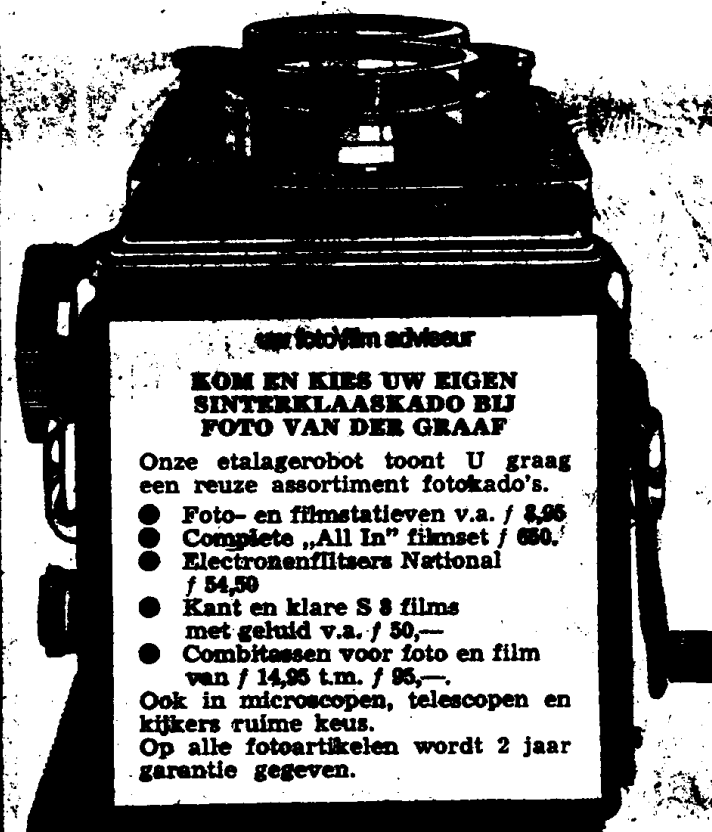 uw foto\film adviseur
KOM EN KIES UW EIGEN
SINTERKLAASKADO BIJ
FOTO VAN DER GRAAF
Onze etalagerobot toont U graag
een reuze assortiment fotokado's.
● Foto- en filmstatieven v.a. ƒ 8,95
● Complete „All In” filmset ƒ 650.
● Electronenflitsers National
ƒ 54,50
● Kant en klare S 8 films
met geluid v.a. ƒ 50,—
● Combitassen voor foto en film
van ƒ 14,95 t.m. ƒ 95,—.
Ook in microscopen, telescopen en
kijkers ruime keus.
Op alle fotoartikelen wordt 2 jaar
garantie gegeven.